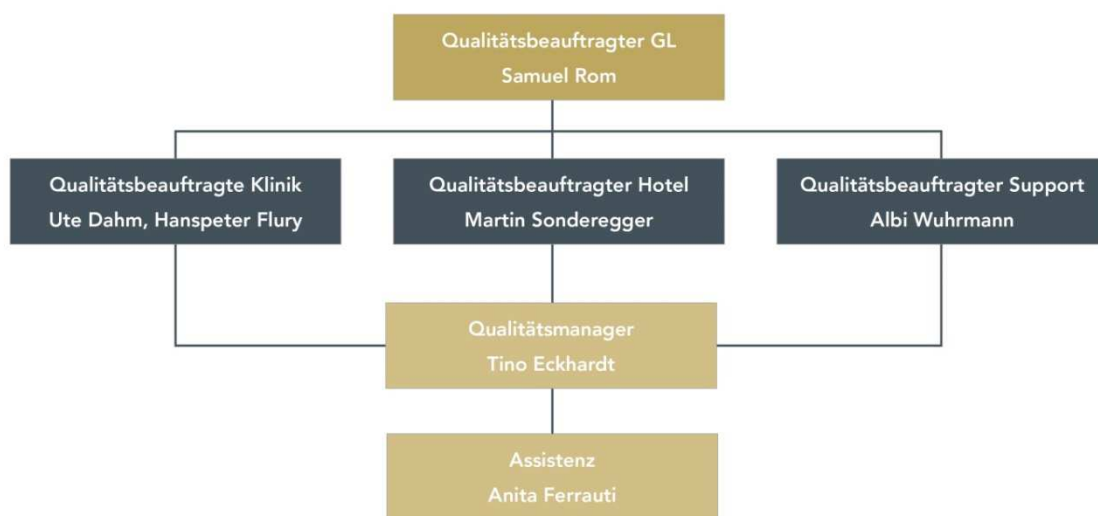 Qualitätsbeauftragter GL
Samuel Rom
Qualitätsbeauftragte Klinik
Ute Dahm, Hanspeter Flury
Qualitätsbeauftragter Hotel
Martin Sonderegger
Qualitätsbeauftragter Support
Albi Wuhrmann
Qualitätsmanager
Tino Eckhardt
Assistenz
Anita Ferrauti